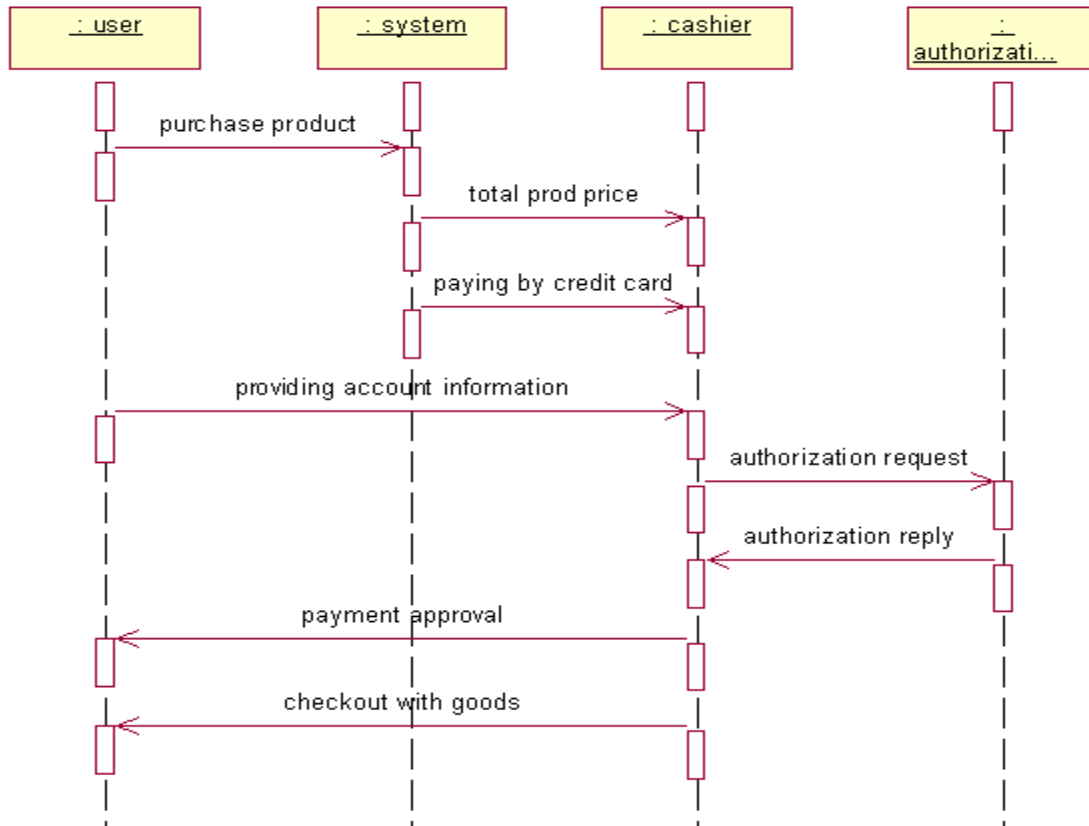 : user
: system
: cashier
:
authorizati...
purchase product
total prod price
paying by credit card
providing account information
authorization request
authorization reply
payment approval
checkout with goods